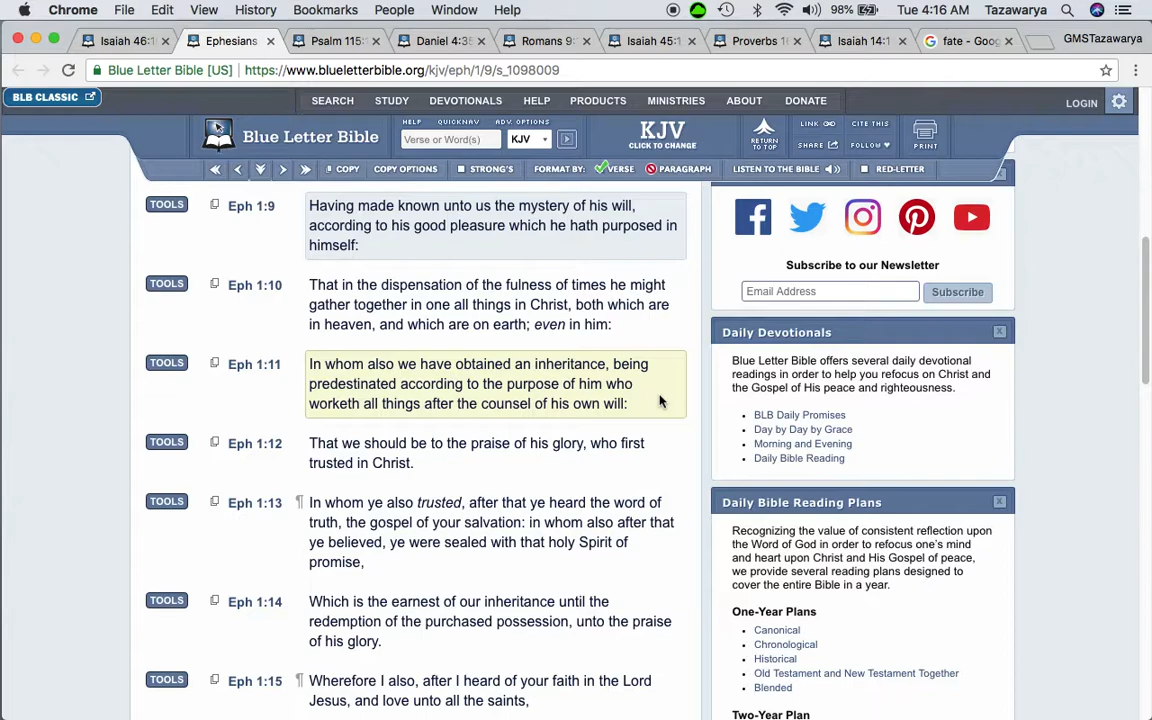 Chrome File Edit View History Bookmarks People Window Help 98% Tue 4:16 AM Tazawarya
Isaiah 46:1 Ephesians Psalm 115: Daniel 4:35 Romans 9: Isaiah 45:1 Proverbs 1 Isaiah 14:1 fate - Goog GMSTazawarya
Blue Letter Bible [US] https://www.blueletterbible.org/kjv/eph/1/9/s_1098009
BLB CLASSIC SEARCH STUDY DEVOTIONALS HELP PRODUCTS MINISTRIES ABOUT DONATE LOGIN
HELP QUICKNAV ADV. OPTIONS
Blue Letter Bible Verse or Word(s) KJV
KJV
CLICK TO CHANGE
RETURN TO TOP
LINK CITE THIS
SHARE FOLLOW
PRINT
COPY COPY OPTIONS STRONG'S FORMAT BY: VERSE PARAGRAPH LISTEN TO THE BIBLE RED-LETTER
TOOLS Eph 1:9 Having made known unto us the mystery of his will,
according to his good pleasure which he hath purposed in
himself:
TOOLS Eph 1:10 That in the dispensation of the fulness of times he might
gather together in one all things in Christ, both which are
in heaven, and which are on earth; even in him:
TOOLS Eph 1:11 In whom also we have obtained an inheritance, being
predestinated according to the purpose of him who
worketh all things after the counsel of his own will:
TOOLS Eph 1:12 That we should be to the praise of his glory, who first
trusted in Christ.
TOOLS Eph 1:13 ¶ In whom ye also trusted, after that ye heard the word of
truth, the gospel of your salvation: in whom also after that
ye believed, ye were sealed with that holy Spirit of
promise,
TOOLS Eph 1:14 Which is the earnest of our inheritance until the
redemption of the purchased possession, unto the praise
of his glory.
TOOLS Eph 1:15 ¶ Wherefore I also, after I heard of your faith in the Lord
Jesus, and love unto all the saints,
Subscribe to our Newsletter
Email Address Subscribe
Daily Devotionals
Blue Letter Bible offers several daily devotional
readings in order to help you refocus on Christ and
the Gospel of His peace and righteousness.
• BLB Daily Promises
• Day by Day by Grace
• Morning and Evening
• Daily Bible Reading
Daily Bible Reading Plans
Recognizing the value of consistent reflection upon
the Word of God in order to refocus one's mind
and heart upon Christ and His Gospel of peace,
we provide several reading plans designed to
cover the entire Bible in a year.
One-Year Plans
• Canonical
• Chronological
• Historical
• Old Testament and New Testament Together
• Blended
Two-Year Plan